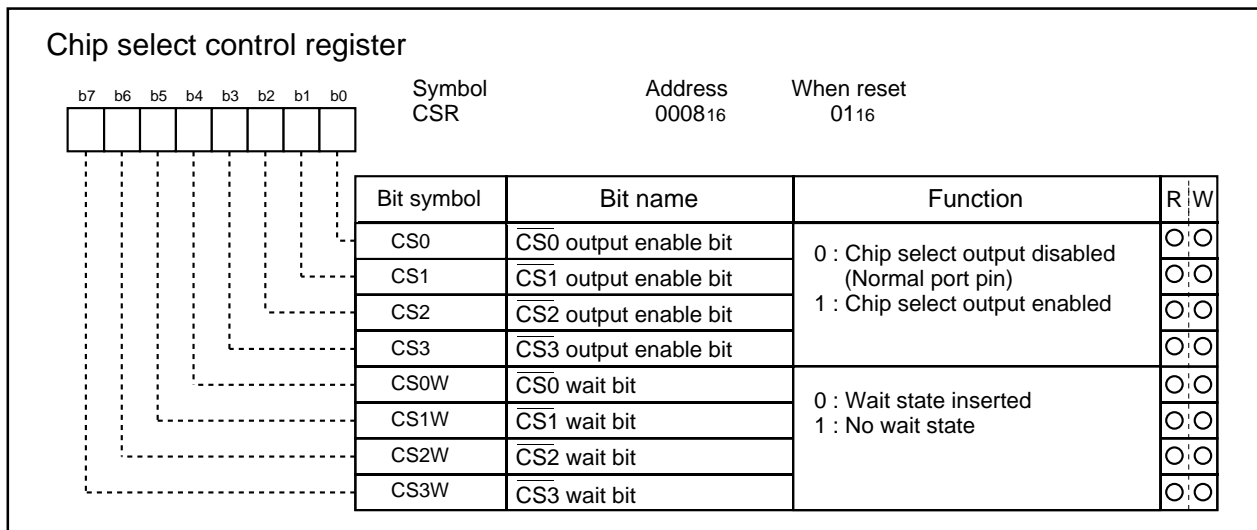 Chip select control register
b7 b6 b5 b4 b3 b2 b1 b0
Symbol Address When reset
CSR 000816 0116
Bit symbol Bit name Function R W
CS0 CS0 output enable bit
0 : Chip select output disabled
(Normal port pin)
1 : Chip select output enabled
CS1 CS1 output enable bit
CS2 CS2 output enable bit
CS3 CS3 output enable bit
CS0W CS0 wait bit
0 : Wait state inserted
1 : No wait state
CS1W CS1 wait bit
CS2W CS2 wait bit
CS3W CS3 wait bit